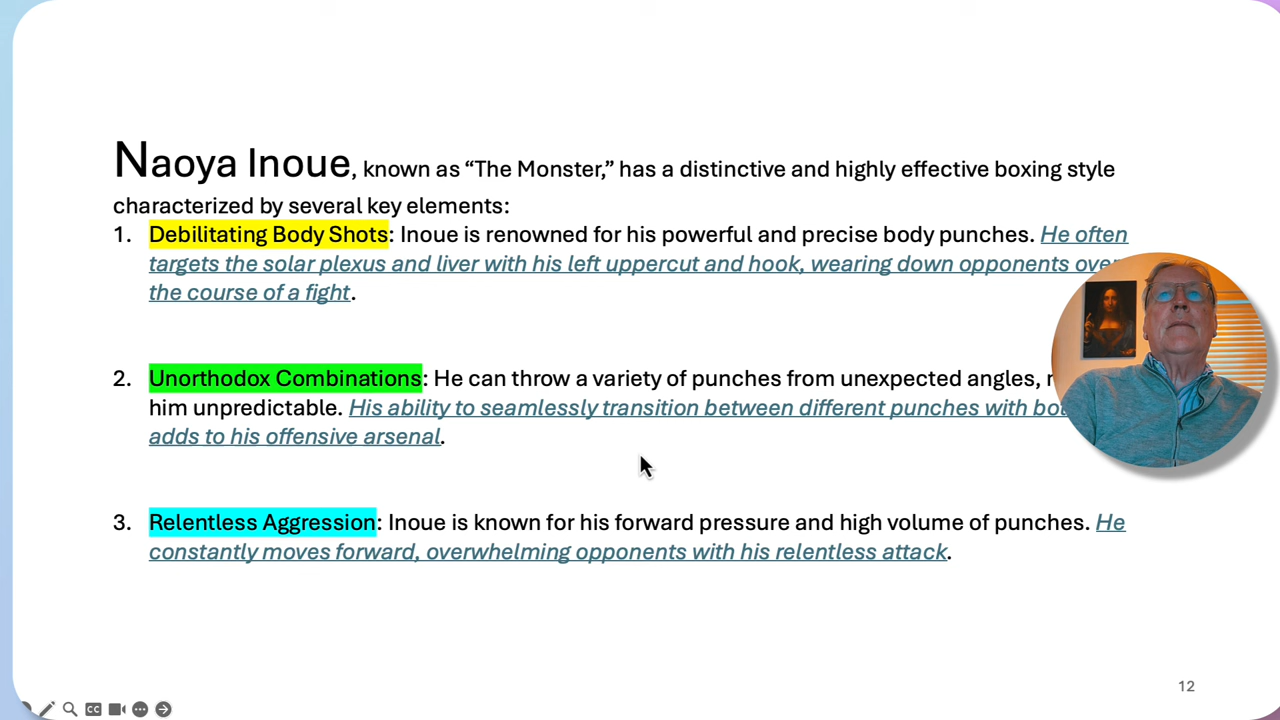 Naoya Inoue, known as “The Monster,” has a distinctive and highly effective boxing style
characterized by several key elements:
1. Debilitating Body Shots: Inoue is renowned for his powerful and precise body punches. He often
targets the solar plexus and liver with his left uppercut and hook, wearing down opponents over
the course of a fight.
2. Unorthodox Combinations: He can throw a variety of punches from unexpected angles,
him unpredictable. His ability to seamlessly transition between different punches with
adds to his offensive arsenal.
3. Relentless Aggression: Inoue is known for his forward pressure and high volume of punches. He
constantly moves forward, overwhelming opponents with his relentless attack.
12
CC